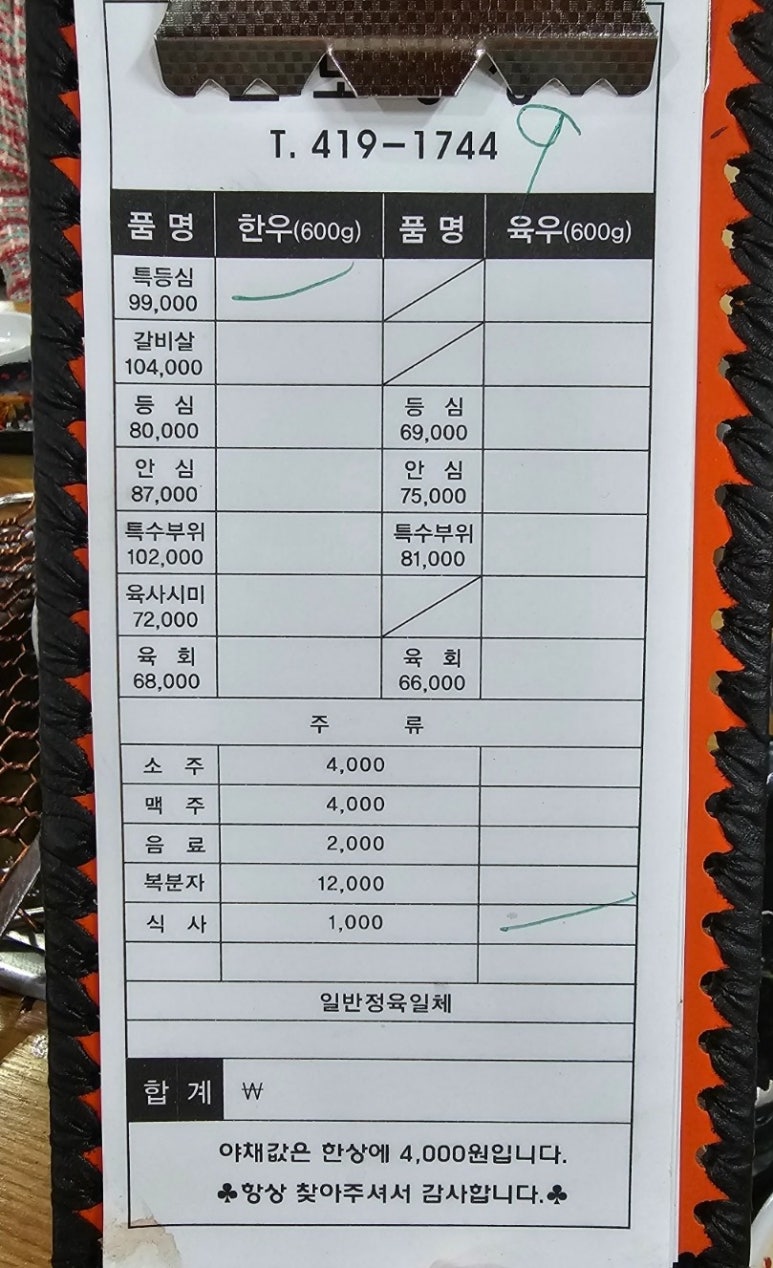 T. 419-1744
9
품 명 한우(600g) 품 명 육우(600g)
특등심
99,000
갈비살
104,000
등 심 등 심
80,000 69,000
안 심 안 심
87,000 75,000
특수부위 특수부위
102,000 81,000
육사시미
72,000
육 회 육 회
68,000 66,000
주 류
소 주 4,000
맥 주 4,000
음 료 2,000
복분자 12,000
식 사 1,000
일반정육일체
합 계 ₩
야채값은 한상에 4,000원입니다.
♣항상 찾아주셔서 감사합니다.♣